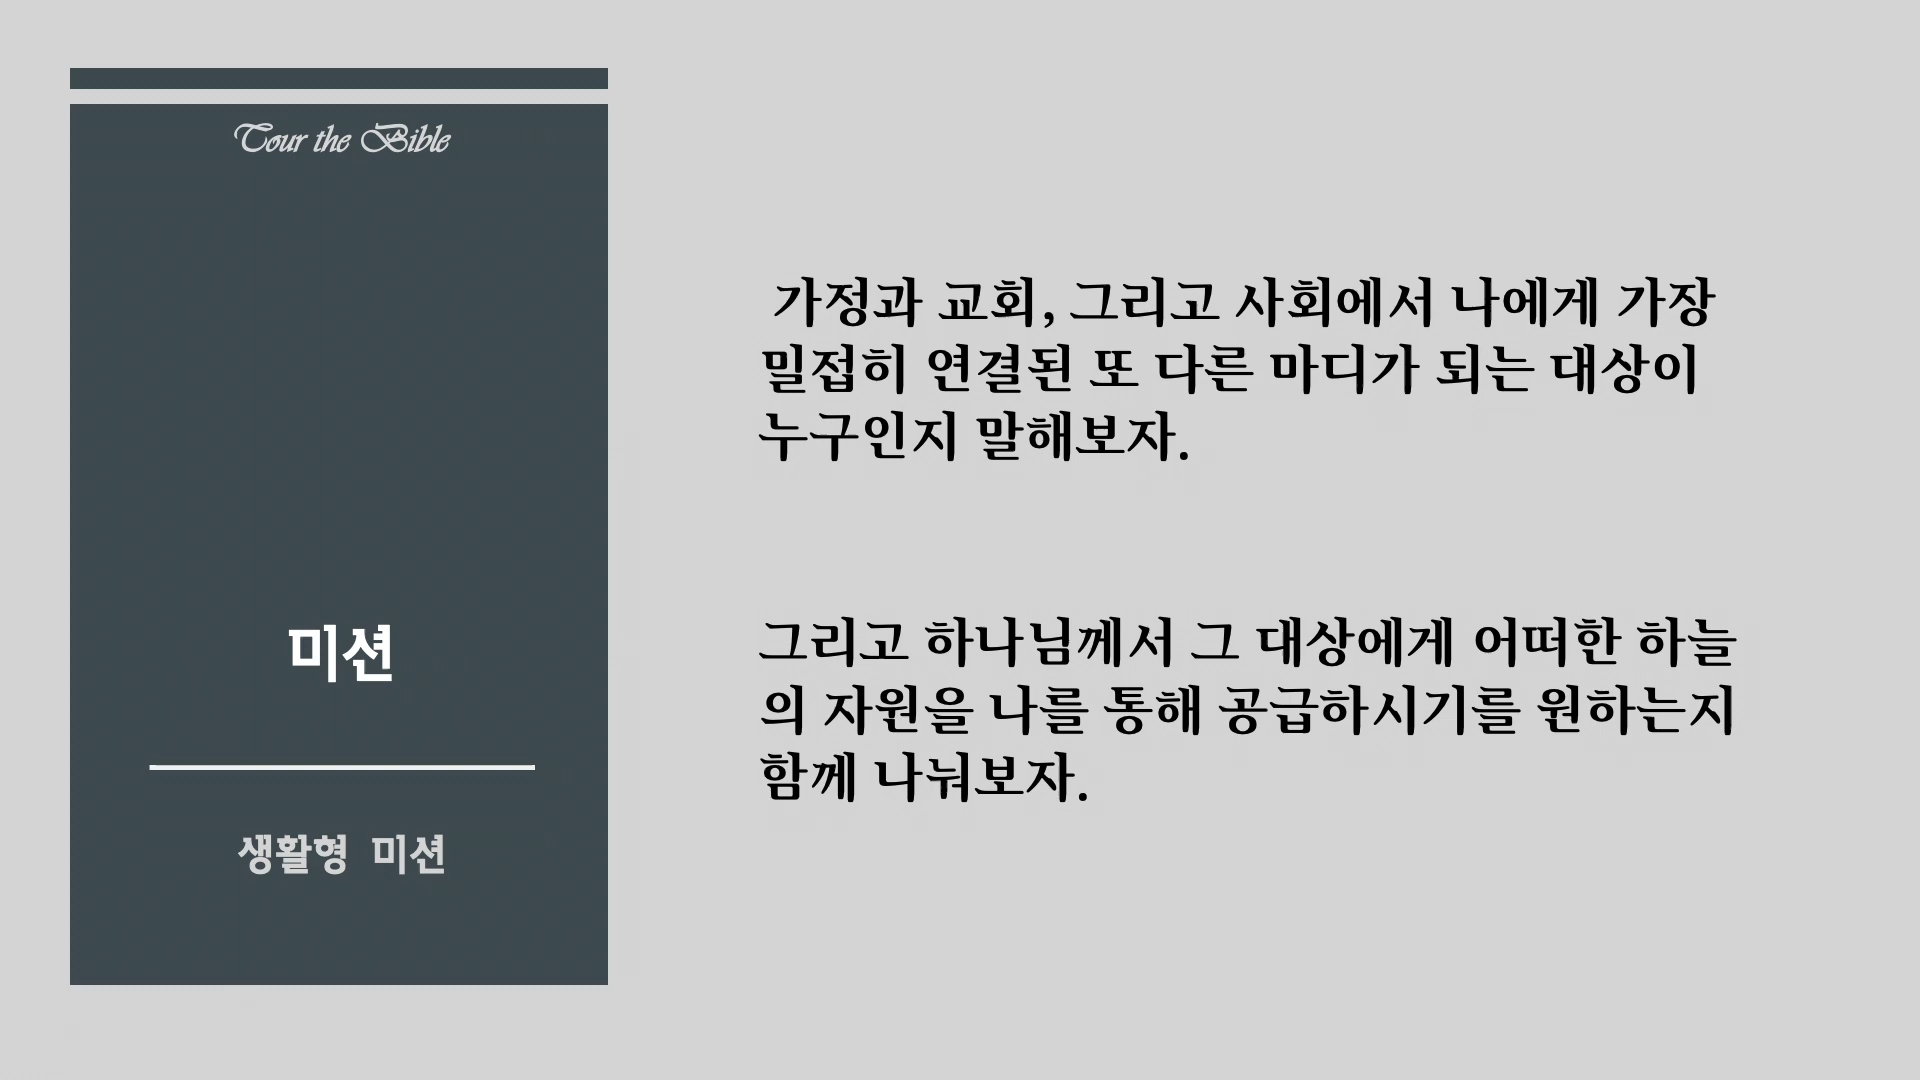 Tour the Bible
미션
생활형 미션
가정과 교회, 그리고 사회에서 나에게 가장
밀접히 연결된 또 다른 마디가 되는 대상이
누구인지 말해보자.
그리고 하나님께서 그 대상에게 어떠한 하늘
의 자원을 나를 통해 공급하시기를 원하는지
함께 나눠보자.